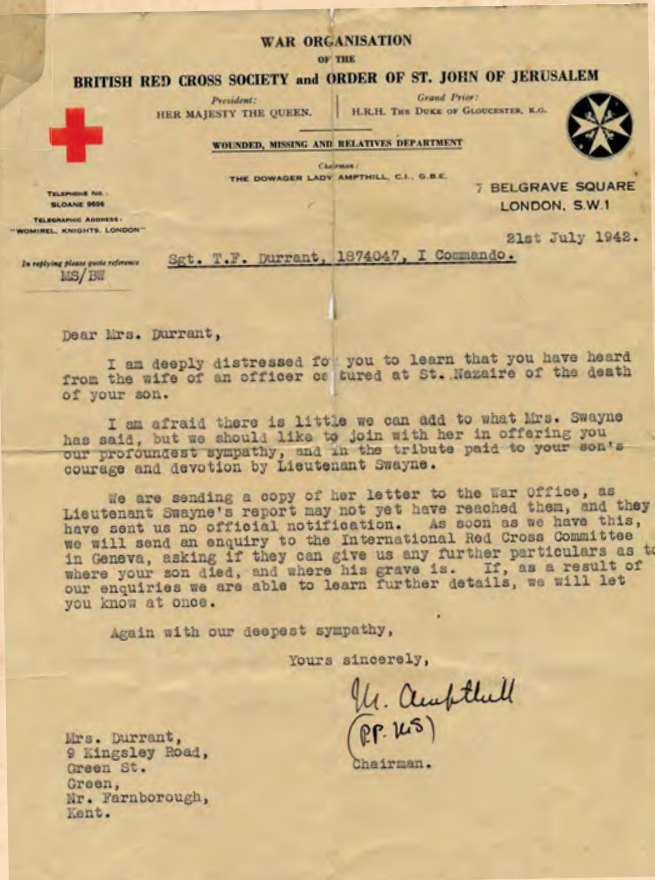 WAR ORGANISATION
OF THE
BRITISH RED CROSS SOCIETY and ORDER OF ST. JOHN OF JERUSALEM
President:
HER MAJESTY THE QUEEN.
Grand Prior:
H.R.H. THE DUKE OF GLOUCESTER, K.G.
WOUNDED, MISSING AND RELATIVES DEPARTMENT
Chairman:
THE DOWAGER LADY AMPTHILL, C.I., G.B.E.
TELEPHONE NO.:
SLOANE 9696
TELEGRAPHIC ADDRESS:
"WOMIREL, KNIGHTS, LONDON"
7 BELGRAVE SQUARE
LONDON, S.W.1
21st July 1942.
In replying please quote reference
MS/BW
Sgt. T.F. Durrant, 1874047, I Commando.
Dear Mrs. Durrant,
I am deeply distressed for you to learn that you have heard
from the wife of an officer captured at St. Nazaire of the death
of your son.
I am afraid there is little we can add to what Mrs. Swayne
has said, but we should like to join with her in offering you
our profoundest sympathy, and in the tribute paid to your son's
courage and devotion by Lieutenant Swayne.
We are sending a copy of her letter to the War Office, as
Lieutenant Swayne's report may not yet have reached them, and they
have sent us no official notification. As soon as we have this,
we will send an enquiry to the International Red Cross Committee
in Geneva, asking if they can give us any further particulars as to
where your son died, and where his grave is. If, as a result of
our enquiries we are able to learn further details, we will let
you know at once.
Again with our deepest sympathy,
Yours sincerely,
M. Ampthill
(P.P. MS)
Chairman.
Mrs. Durrant,
9 Kingsley Road,
Green St.
Green,
Nr. Farnborough,
Kent.